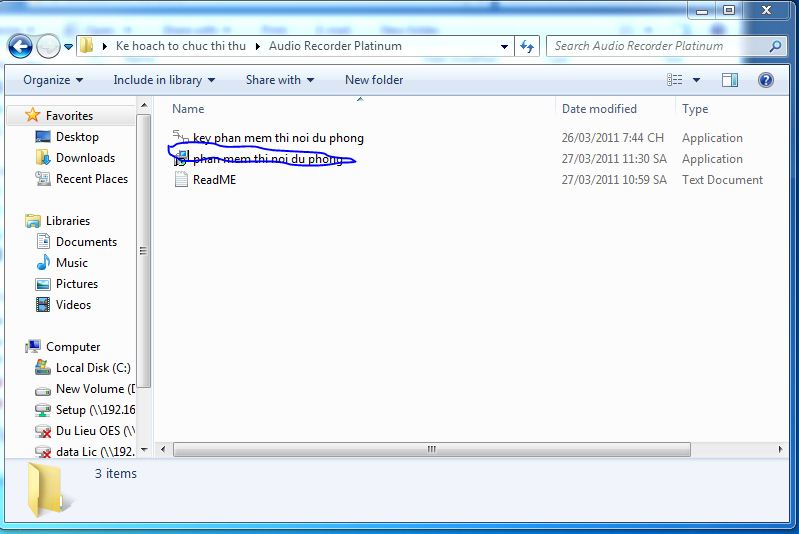 Ke hoach to chuc thi thu Audio Recorder Platinum Search Audio Recorder Platinum
Organize Include in library Share with New folder
Favorites
Desktop
Downloads
Recent Places
Libraries
Documents
Music
Pictures
Videos
Computer
Local Disk (C:)
New Volume (D
Setup (\\192.16
Du Lieu OES (\\
data Lic (\\192.
Name Date modified Type
key phan mem thi noi du phong 26/03/2011 7:44 CH Application
phan mem thi noi du phong 27/03/2011 11:30 SA Application
ReadME 27/03/2011 10:59 SA Text Document
3 items